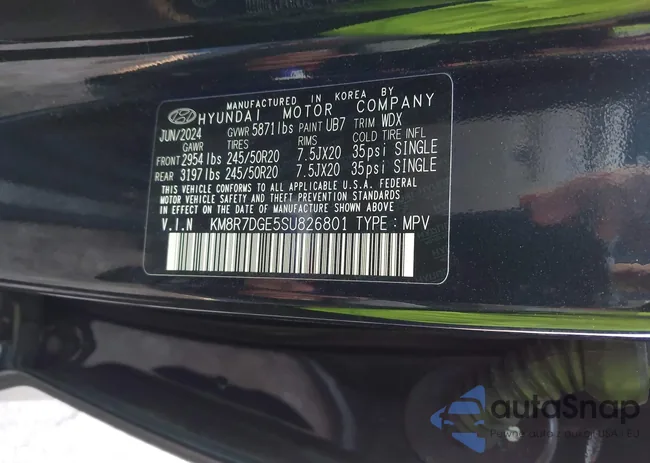 MANUFACTURED IN KOREA BY
HYUNDAI MOTOR COMPANY
JUN/2024 GVWR 5871lbs PAINT UB7 TRIM WDX
GAWR TIRES RIMS COLD TIRE INFL
FRONT 2954 lbs 245/50R20 7.5JX20 35psi SINGLE
REAR 3197 lbs 245/50R20 7.5JX20 35psi SINGLE
THIS VEHICLE CONFORMS TO ALL APPLICABLE U.S.A. FEDERAL
MOTOR VEHICLE SAFETY AND THEFT PREVENTION STANDARDS
IN EFFECT ON THE DATE OF MANUFACTURE SHOWN ABOVE.
V.I.N KM8R7DGE5SU826801 TYPE : MPV
autoSnap